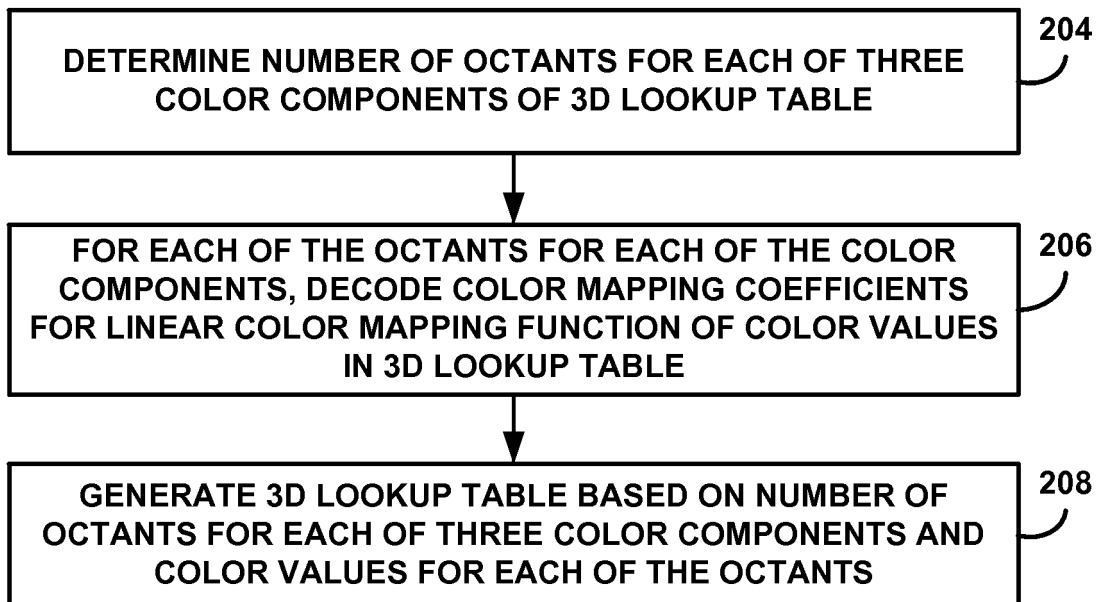 DETERMINE NUMBER OF OCTANTS FOR EACH OF THREE
COLOR COMPONENTS OF 3D LOOKUP TABLE
204
FOR EACH OF THE OCTANTS FOR EACH OF THE COLOR
COMPONENTS, DECODE COLOR MAPPING COEFFICIENTS
FOR LINEAR COLOR MAPPING FUNCTION OF COLOR VALUES
IN 3D LOOKUP TABLE
206
GENERATE 3D LOOKUP TABLE BASED ON NUMBER OF
OCTANTS FOR EACH OF THREE COLOR COMPONENTS AND
COLOR VALUES FOR EACH OF THE OCTANTS
208